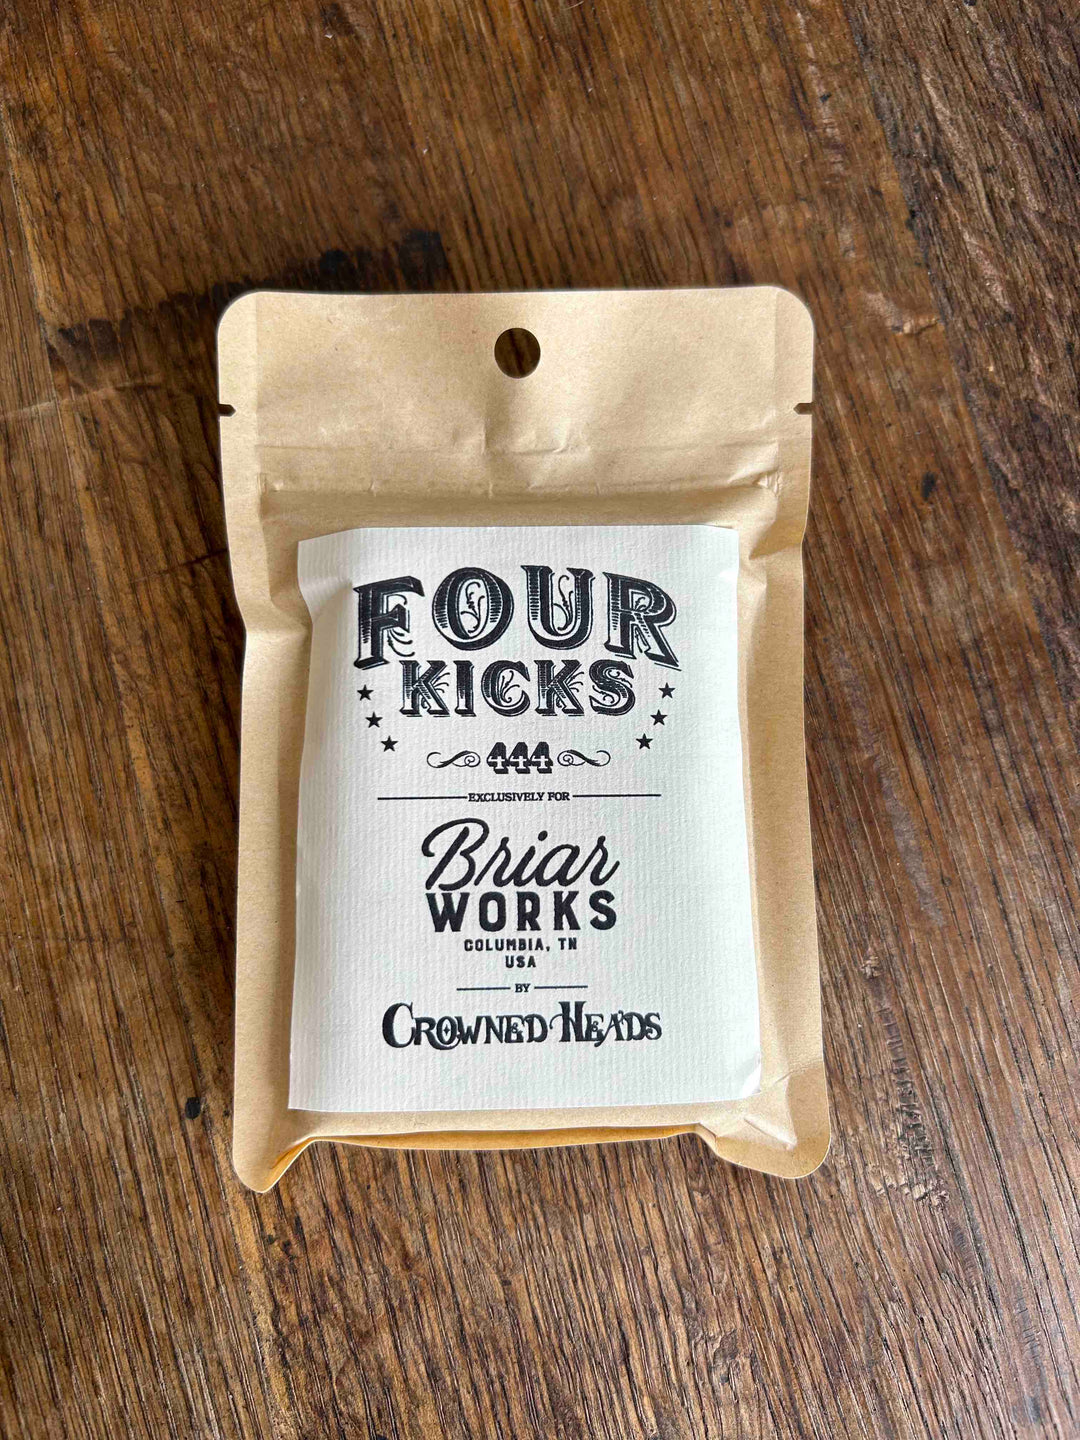 FOUR
KICKS
444
EXCLUSIVELY FOR
Briar
WORKS
COLUMBIA, TN
USA
BY
CROWNED HEADS